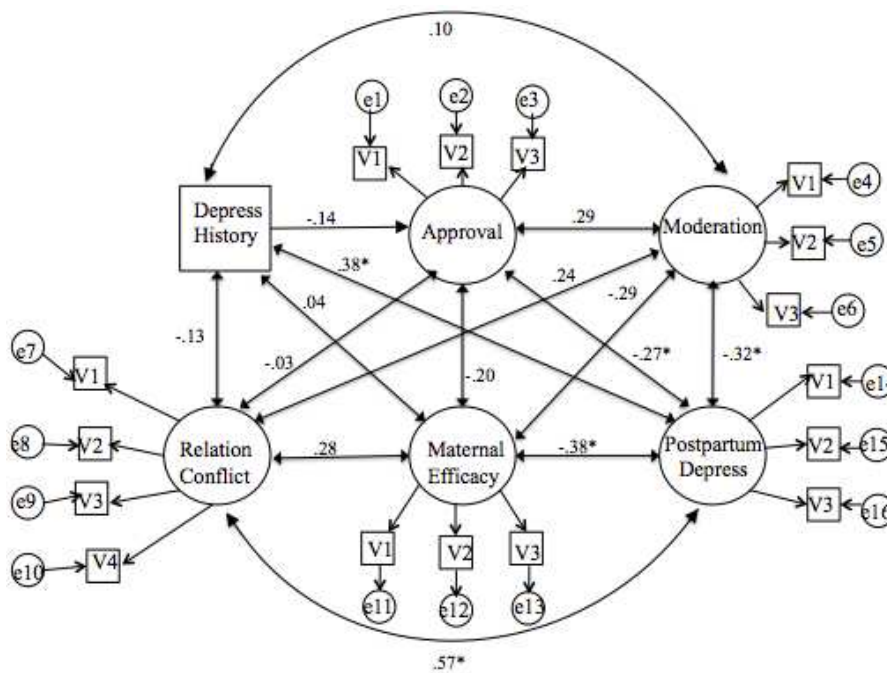 .10
e1
e2
e3
V1
V2
V3
Depress
History
-.14
Approval
.29
Moderation
V1
e4
V2
e5
V3
e6
.38*
.04
.24
-.29
-.13
-.03
-.20
-.27*
-.32*
e7
V1
e8
V2
e9
V3
e10
V4
Relation
Conflict
.28
Maternal
Efficacy
-.38*
Postpartum
Depress
V1
V2
e15
V3
e16
V1
V2
V3
e11
e12
e13
.57*